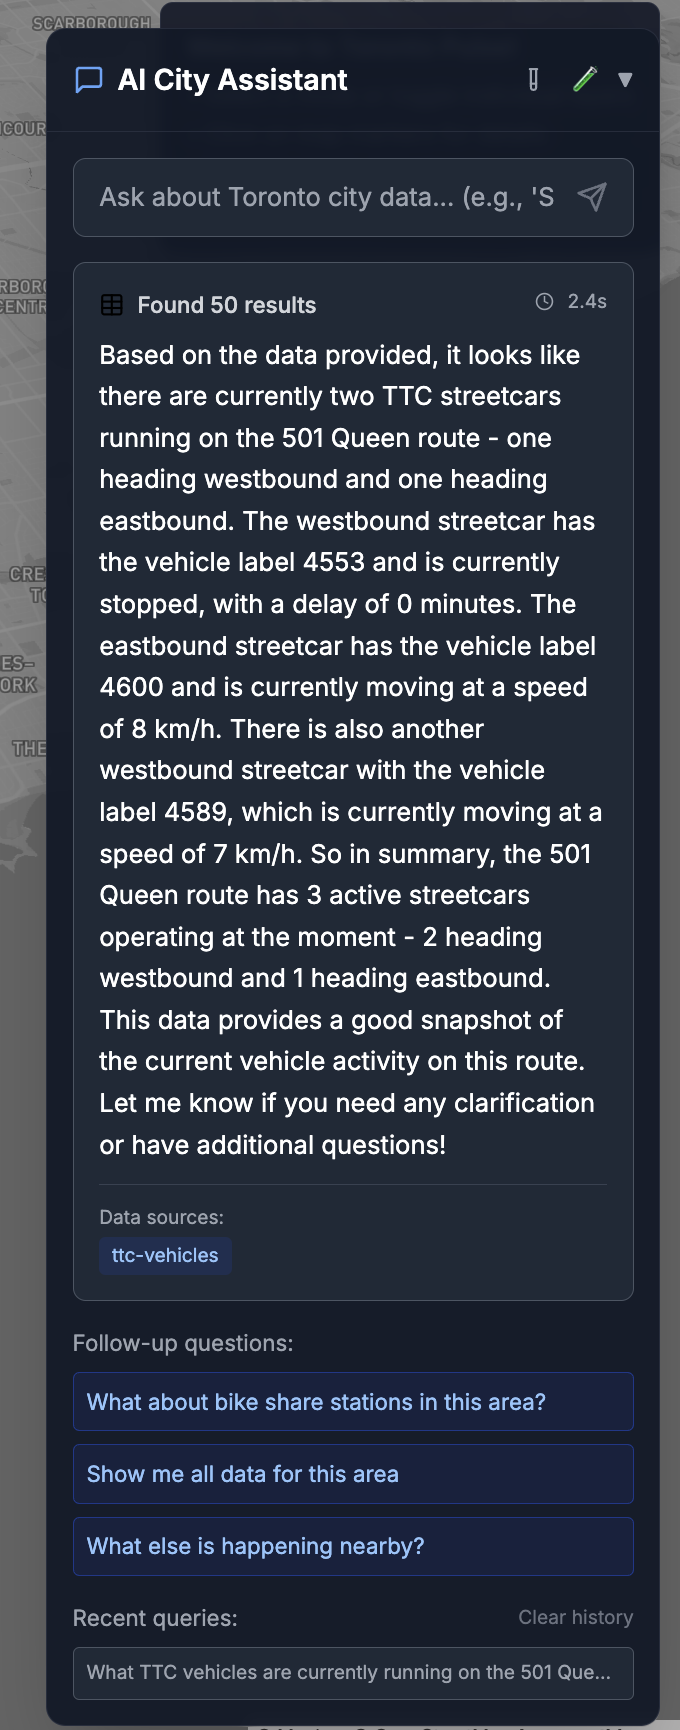 SCARBOROUGH
AI City Assistant
Ask about Toronto city data... (e.g., 'S
Found 50 results
2.4s
Based on the data provided, it looks like
there are currently two TTC streetcars
running on the 501 Queen route - one
heading westbound and one heading
eastbound. The westbound streetcar has
the vehicle label 4553 and is currently
stopped, with a delay of 0 minutes. The
eastbound streetcar has the vehicle label
4600 and is currently moving at a speed
of 8 km/h. There is also another
westbound streetcar with the vehicle
label 4589, which is currently moving at a
speed of 7 km/h. So in summary, the 501
Queen route has 3 active streetcars
operating at the moment - 2 heading
westbound and 1 heading eastbound.
This data provides a good snapshot of
the current vehicle activity on this route.
Let me know if you need any clarification
or have additional questions!
Data sources:
ttc-vehicles
Follow-up questions:
What about bike share stations in this area?
Show me all data for this area
What else is happening nearby?
Recent queries:
Clear history
What TTC vehicles are currently running on the 501 Que...
THE